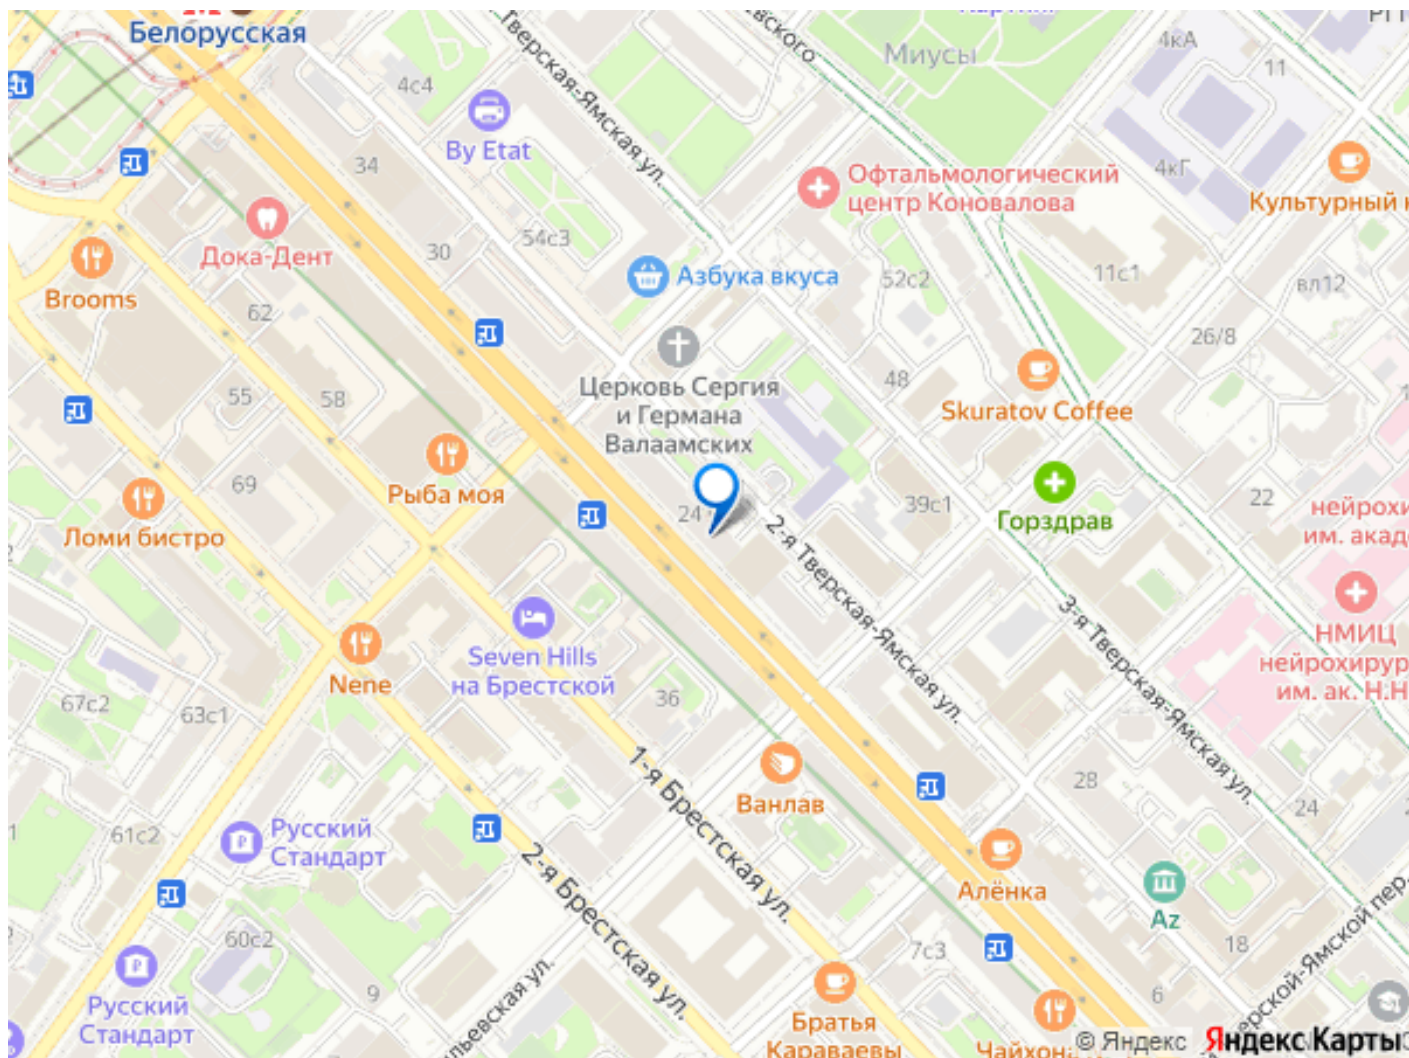 Белорусская
Тверская-Ямская ул.
Миусы
4кА
11
4с4
By Etat
34
4кГ
Офтальмологический
центр Коновалова
Культурный
Дока-Дент
54с3
30
Азбука вкуса
52с2
11с1
вл12
Brooms
62
26/8
Церковь Сергия
и Германа
Валаамских
48
Skuratov Coffee
55
58
Рыба моя
69
24
39с1
22
Горздрав
Ломи бистро
2-я Тверская-Ямская ул.
3-я Тверская-Ямская ул.
им.
НМИЦ
им. ак. Н.Н
Seven Hills
на Брестской
Nene
36
67с2
63с1
1-я Брестская ул.
Ванлав
28
24
61с2
Русский
Стандарт
2-я Брестская ул.
Алёнка
Az
60с2
7с3
18
Русский
Стандарт
9
6
Братья
Караваевы
© Яндекс Яндекс Карты